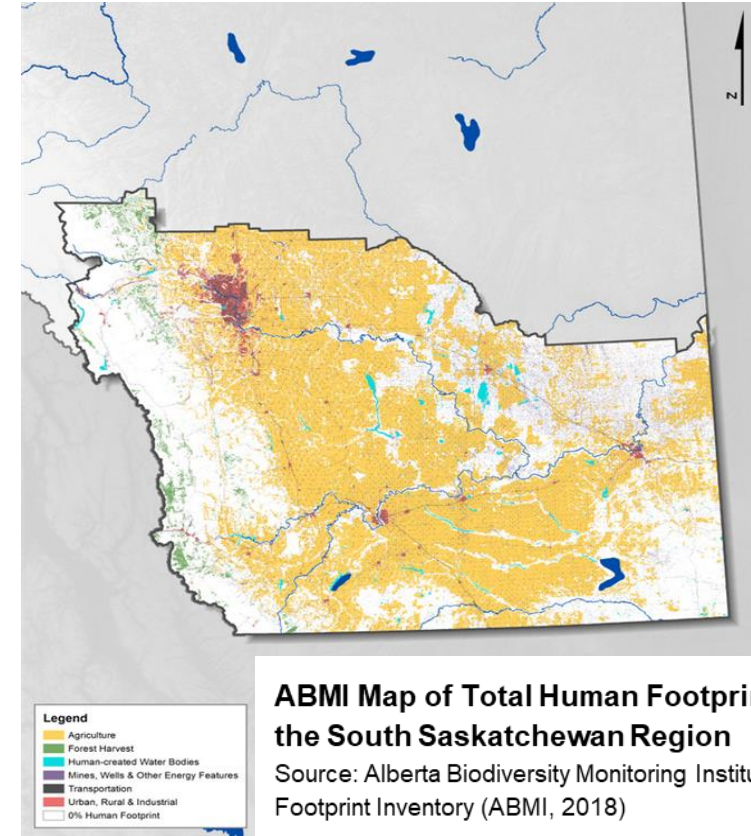 N
Legend
Agriculture
Forest Harvest
Human-created Water Bodies
Mines, Wells & Other Energy Features
Transportation
Urban, Rural & Industrial
0% Human Footprint
ABMI Map of Total Human Footpri
the South Saskatchewan Region
Source: Alberta Biodiversity Monitoring Institu
Footprint Inventory (ABMI, 2018)